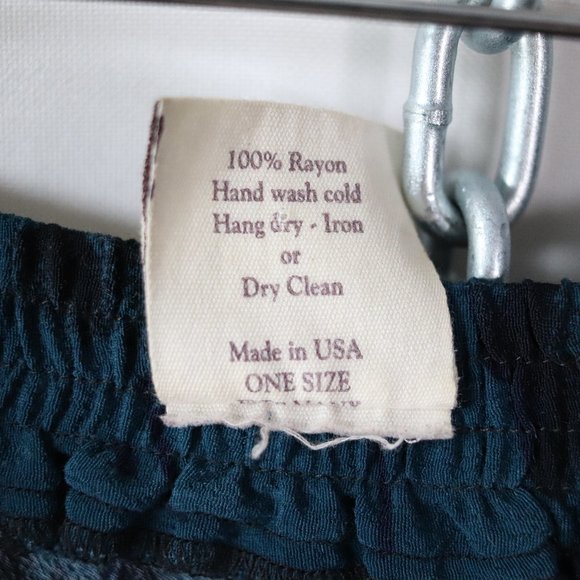 100% Rayon
Hand wash cold
Hang dry - Iron
or
Dry Clean
Made in USA
ONE SIZE